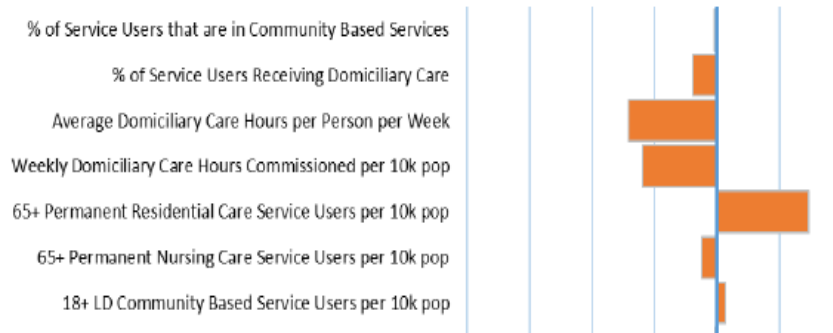 % of Service Users that are in Community Based Services
% of Service Users Receiving Domiciliary Care
Average Domiciliary Care Hours per Person per Week
Weekly Domiciliary Care Hours Commissioned per 10k pop
65+ Permanent Residential Care Service Users per 10k pop
65+ Permanent Nursing Care Service Users per 10k pop
18+ LD Community Based Service Users per 10k pop